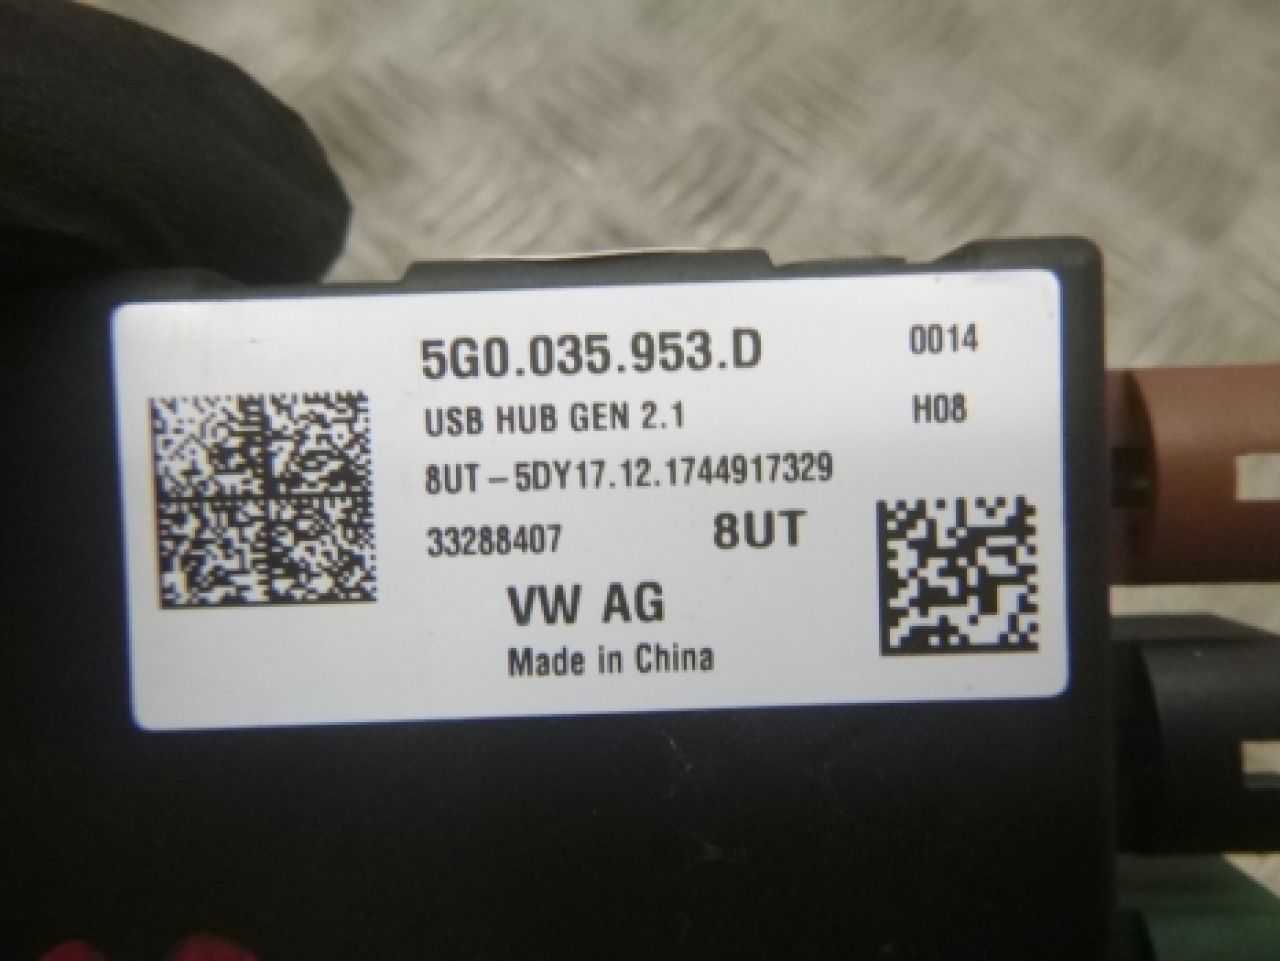 5G0.035.953.D 0014
USB HUB GEN 2.1 H08
8UT-5DY17.12.1744917329
33288407 8UT
VW AG
Made in China